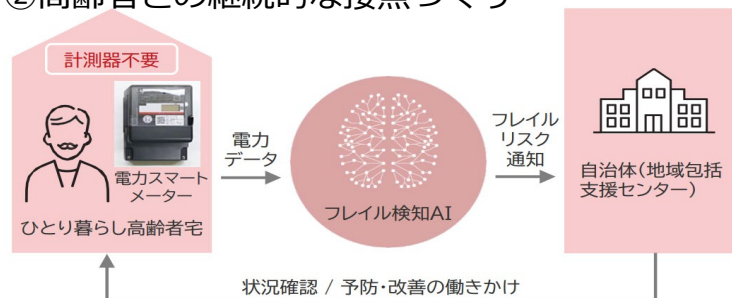 ②高齢者との継続的な接点づくり
計測器不要
電力スマート
メーター
ひとり暮らし高齢者宅
電力
データ
フレイル検知AI
フレイル
リスク
通知
自治体(地域包括
支援センター)
状況確認 / 予防・改善の働きかけ